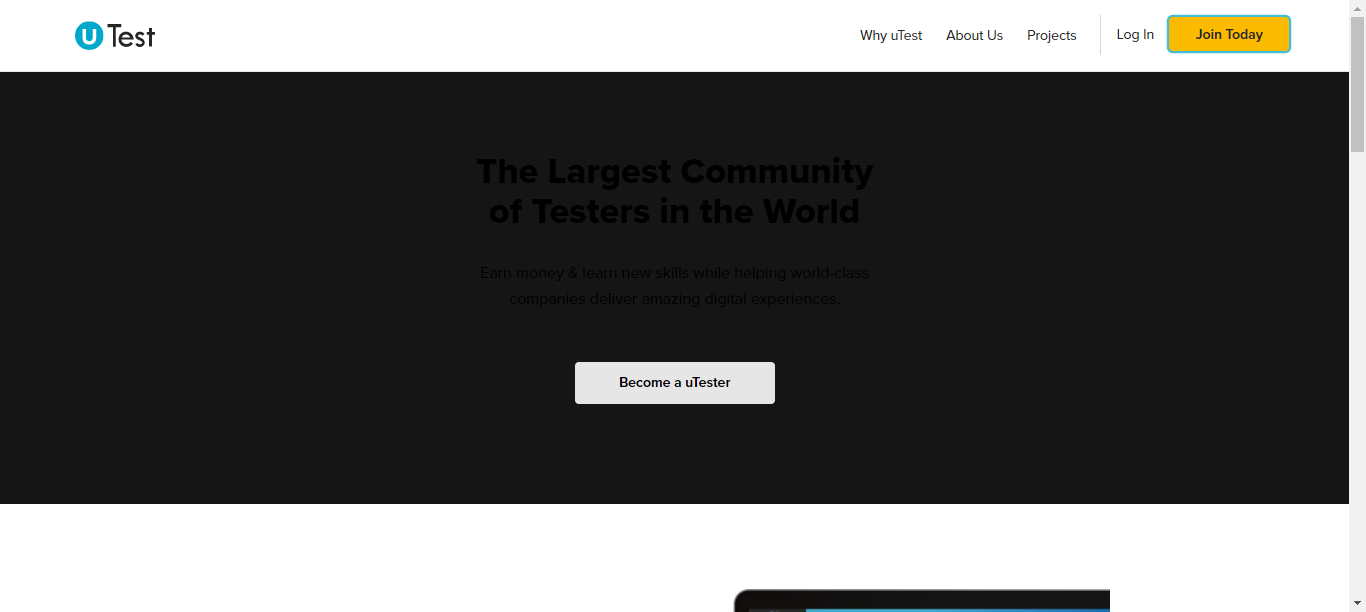 uTest
Why uTest About Us Projects Log In Join Today
The Largest Community
of Testers in the World
Earn money & learn new skills while helping world-class
companies deliver amazing digital experiences.
Become a uTester